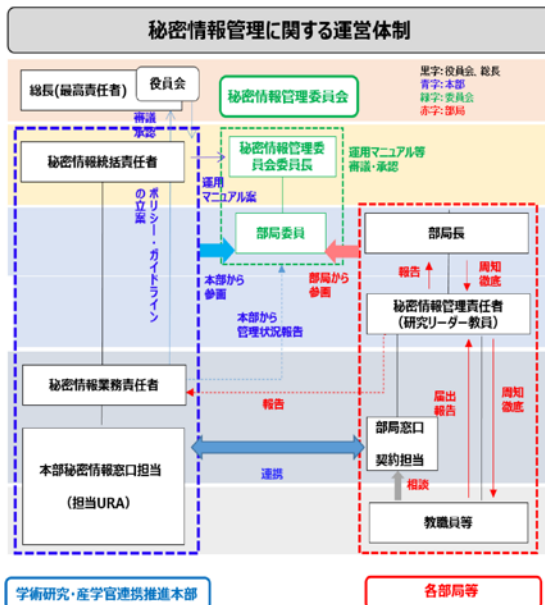 秘密情報管理に関する運営体制
黒字：役員会、総長
青字：本部
緑字：委員会
赤字：部局
総長(最高責任者)
役員会
秘密情報管理委員会
審議
承認
秘密情報統括責任者
秘密情報管理委
員会委員長
運用マニュアル等
審議・承認
運用
マニュアル案
ポリシー・ガイドライン
の立案
部局委員
部局長
本部から
参画
部局から
参画
報告
周知
徹底
本部から
管理状況報告
秘密情報管理責任者
(研究リーダー教員)
秘密情報業務責任者
報告
届出
報告
周知
徹底
部局窓口
契約担当
本部秘密情報窓口担当
(担当URA)
連携
相談
教職員等
学術研究・産学官連携推進本部
各部局等